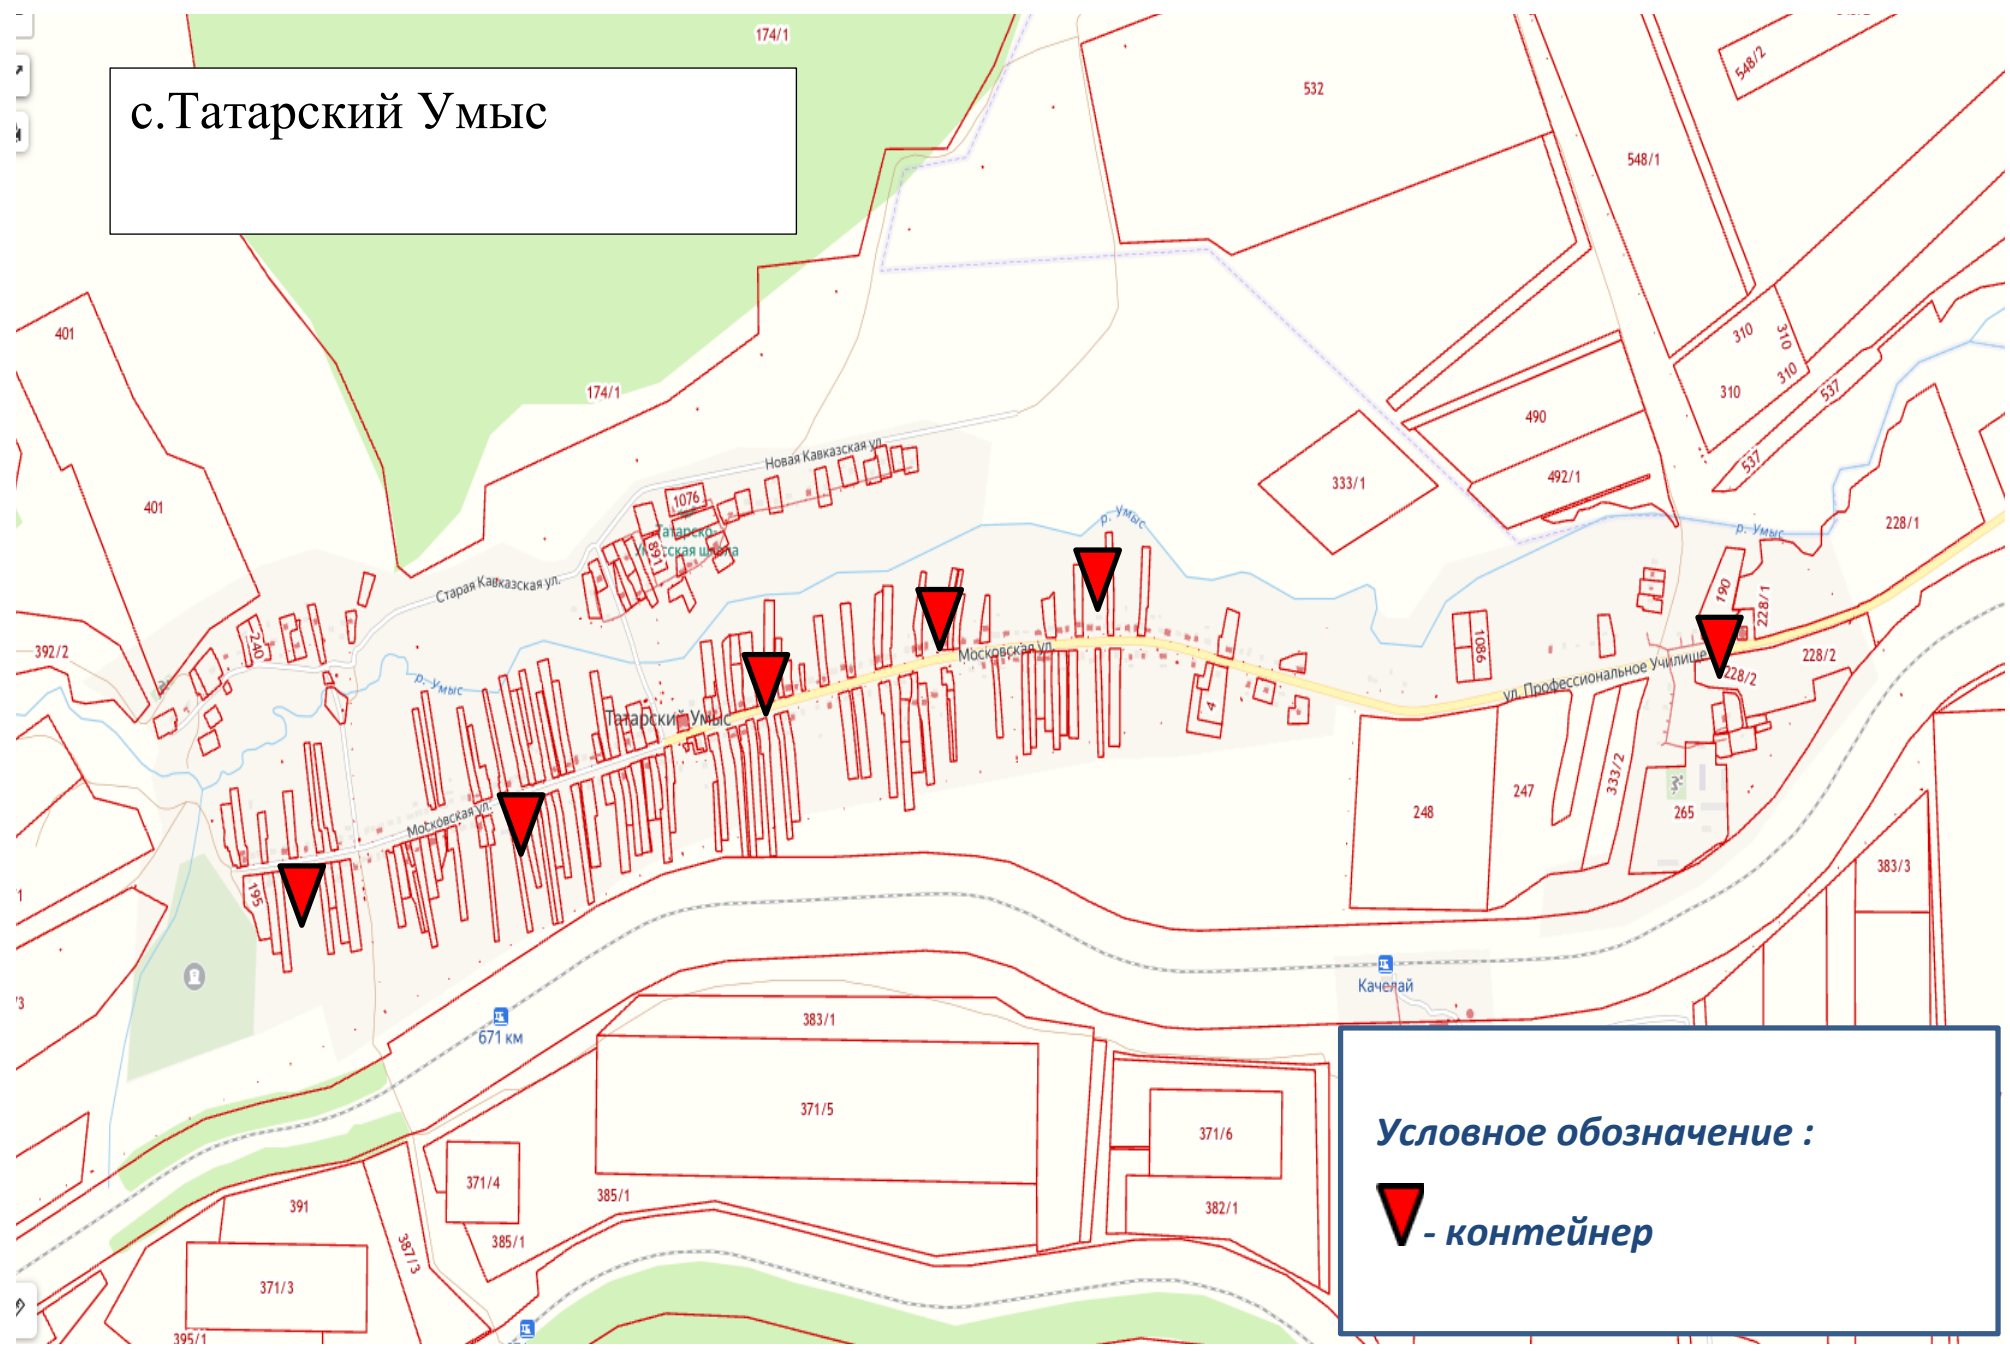 174/1
с.Татарский Умыс
532
548/2
548/1
401
310
310
310
310
537
174/1
490
Новая Кавказская ул.
537
492/1
333/1
401
1076
р. Умыс
228/1
р. Умыс
Татарско-
891
Старая Кавказская ул.
190
228/1
240
392/2
Московская ул.
1086
228/2
ул. Профессиональное Училище
228/2
р. Умыс
4
Татарский Умыс
333/2
247
248
265
Московская ул.
383/3
195
Качелай
383/1
671 км
371/5
371/6
Условное обозначение :
371/4
385/1
382/1
391
- контейнер
385/1
387/3
371/3
395/1